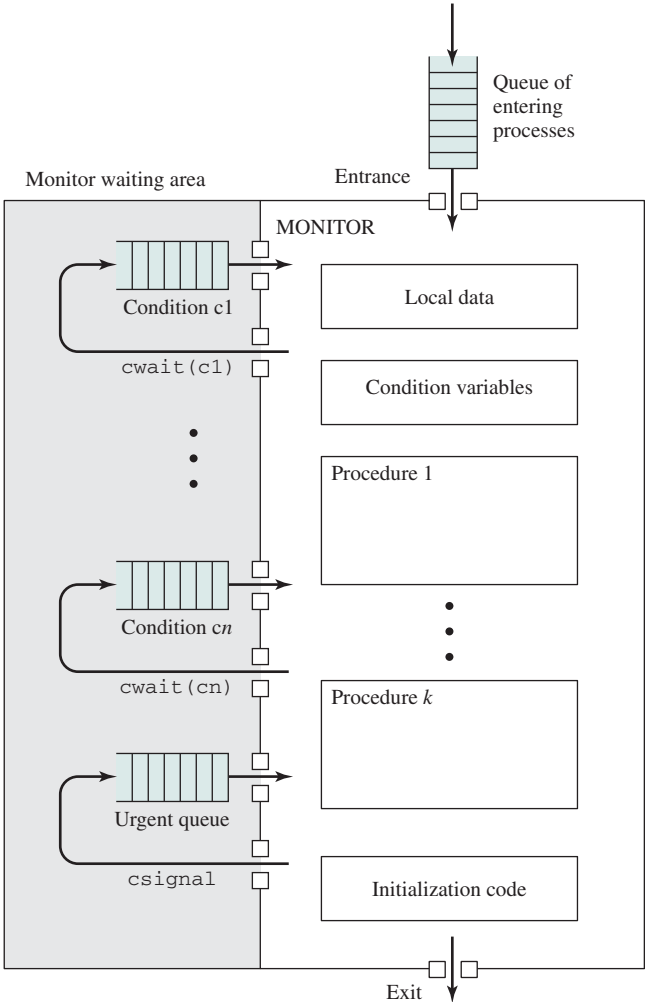 Queue of
entering
processes
Entrance
Monitor waiting area
MONITOR
Condition c1
cwait(c1)
Local data
Condition variables
Procedure 1
Condition cn
cwait(cn)
Procedure k
Urgent queue
csignal
Initialization code
Exit